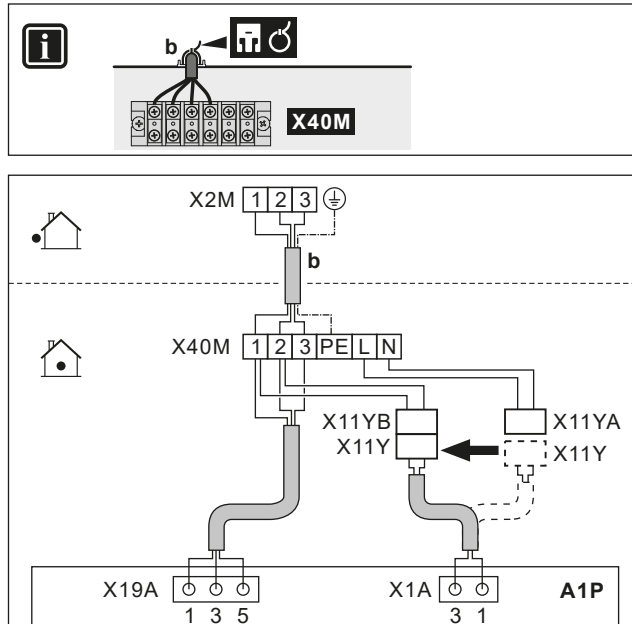 i
b
X40M
X2M 1 2 3
b
X40M 1 2 3 PE L N
X11YB X11YA
X11Y X11Y
X19A X1A A1P
1 3 5 3 1